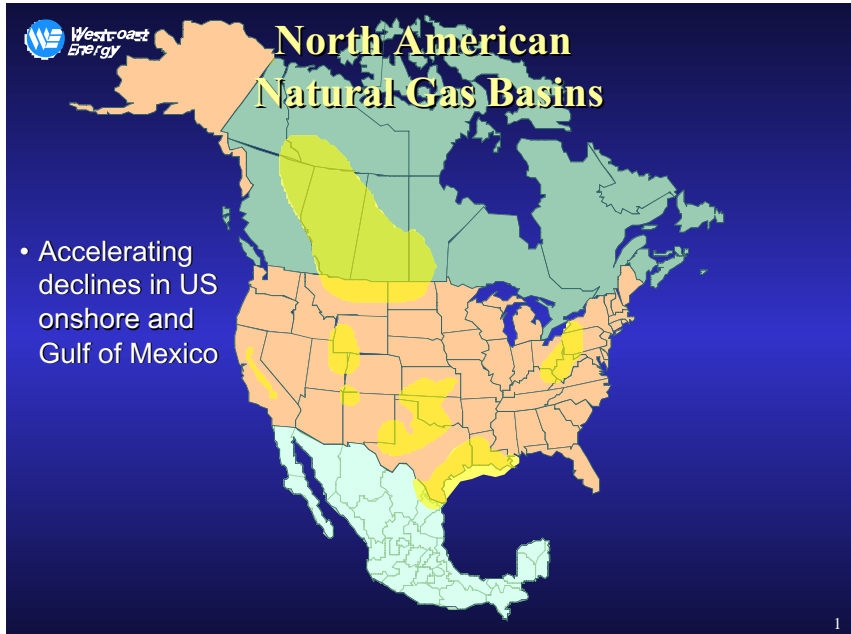 Westcoast
Energy
North American
Natural Gas Basins
• Accelerating
declines in US
onshore and
Gulf of Mexico
1